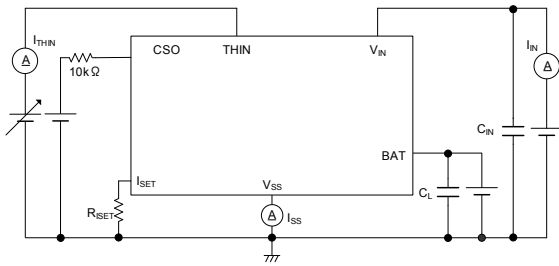 I_THIN
A
10kΩ
CSO
THIN
V_IN
I_IN
A
C_IN
BAT
I_SET
R_ISET
V_SS
A
I_SS
C_L